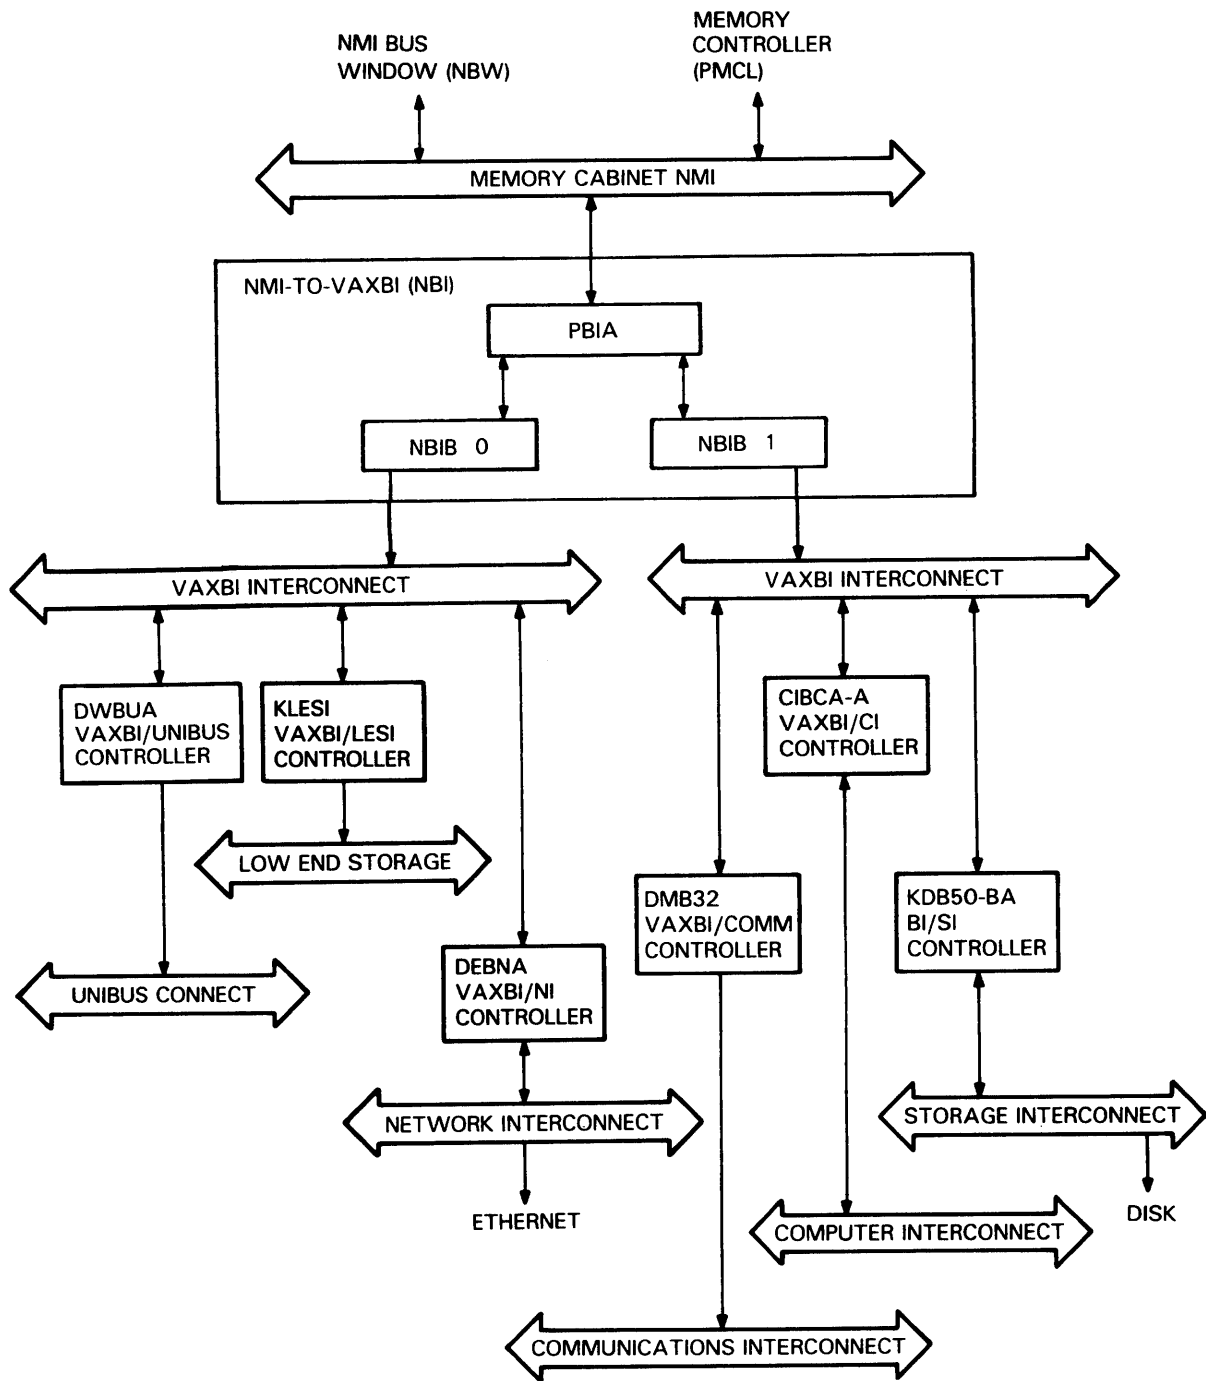 NMI BUS
WINDOW (NBW)
MEMORY
CONTROLLER
(PMCL)
MEMORY CABINET NMI
NMI-TO-VAXBI (NBI)
PBIA
NBIB 0
NBIB 1
VAXBI INTERCONNECT
VAXBI INTERCONNECT
DWBUA
VAXBI/UNIBUS
CONTROLLER
KLESI
VAXBI/LESI
CONTROLLER
CIBCA-A
VAXBI/CI
CONTROLLER
LOW END STORAGE
DMB32
VAXBI/COMM
CONTROLLER
KDB50-BA
BI/SI
CONTROLLER
DEBNA
VAXBI/NI
CONTROLLER
UNIBUS CONNECT
NETWORK INTERCONNECT
STORAGE INTERCONNECT
ETHERNET
DISK
COMPUTER INTERCONNECT
COMMUNICATIONS INTERCONNECT